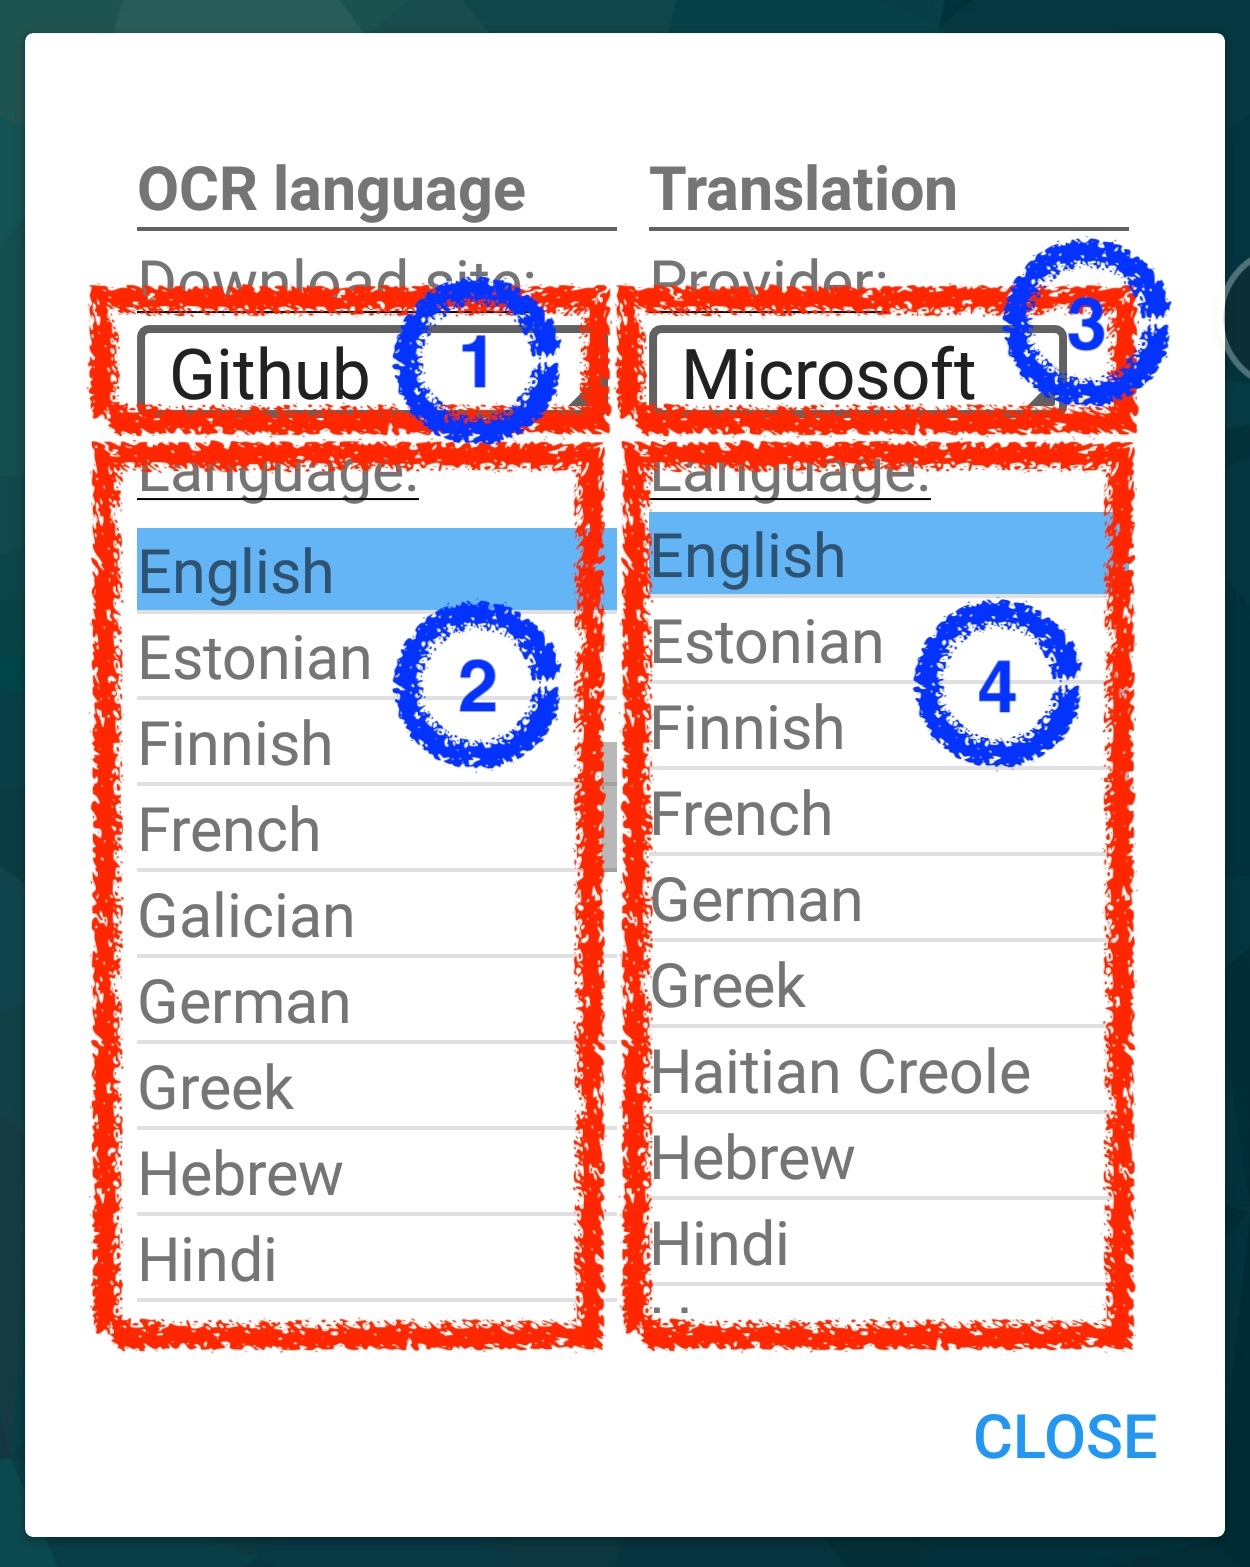 OCR language
Download site:
Github
1
Language:
English
Estonian
2
Finnish
French
Galician
German
Greek
Hebrew
Hindi
Translation
Provider:
3
Microsoft
Language:
English
Estonian
4
Finnish
French
German
Greek
Haitian Creole
Hebrew
Hindi
CLOSE